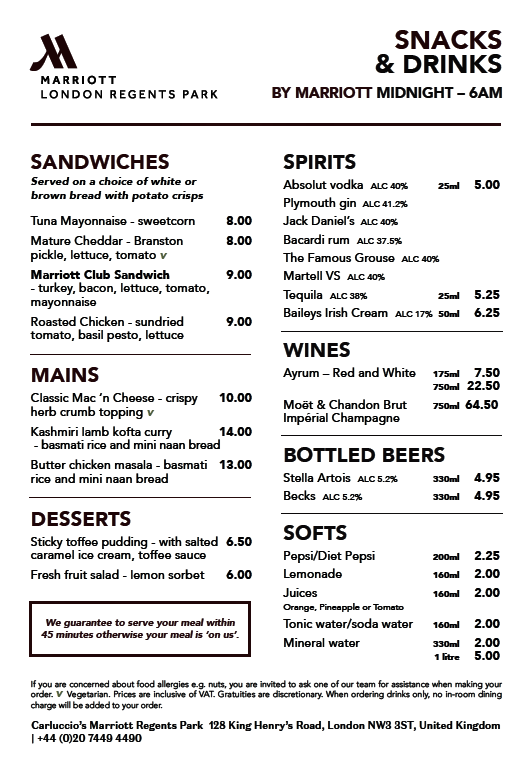 MARRIOTT
LONDON REGENTS PARK
SNACKS
& DRINKS
BY MARRIOTT MIDNIGHT – 6AM
SANDWICHES
Served on a choice of white or
brown bread with potato crisps
Tuna Mayonnaise - sweetcorn 8.00
Mature Cheddar - Branston 8.00
pickle, lettuce, tomato v
Marriott Club Sandwich 9.00
- turkey, bacon, lettuce, tomato,
mayonnaise
Roasted Chicken - sundried 9.00
tomato, basil pesto, lettuce
MAINS
Classic Mac 'n Cheese - crispy 10.00
herb crumb topping v
Kashmiri lamb kofta curry 14.00
- basmati rice and mini naan bread
Butter chicken masala - basmati 13.00
rice and mini naan bread
DESSERTS
Sticky toffee pudding - with salted 6.50
caramel ice cream, toffee sauce
Fresh fruit salad - lemon sorbet 6.00
We guarantee to serve your meal within
45 minutes otherwise your meal is 'on us'.
SPIRITS
Absolut vodka ALC 40% 25ml 5.00
Plymouth gin ALC 41.2%
Jack Daniel's ALC 40%
Bacardi rum ALC 37.5%
The Famous Grouse ALC 40%
Martell VS ALC 40%
Tequila ALC 38% 25ml 5.25
Baileys Irish Cream ALC 17% 50ml 6.25
WINES
Ayrum – Red and White 175ml 7.50
750ml 22.50
Moët & Chandon Brut 750ml 64.50
Impérial Champagne
BOTTLED BEERS
Stella Artois ALC 5.2% 330ml 4.95
Becks ALC 5.2% 330ml 4.95
SOFTS
Pepsi/Diet Pepsi 200ml 2.25
Lemonade 160ml 2.00
Juices 160ml 2.00
Orange, Pineapple or Tomato
Tonic water/soda water 160ml 2.00
Mineral water 330ml 2.00
1 litre 5.00
If you are concerned about food allergies e.g. nuts, you are invited to ask one of our team for assistance when making your
order. V Vegetarian. Prices are inclusive of VAT. Gratuities are discretionary. When ordering drinks only, no in-room dining
charge will be added to your order.
Carluccio's Marriott Regents Park 128 King Henry's Road, London NW3 3ST, United Kingdom
| +44 (0)20 7449 4490